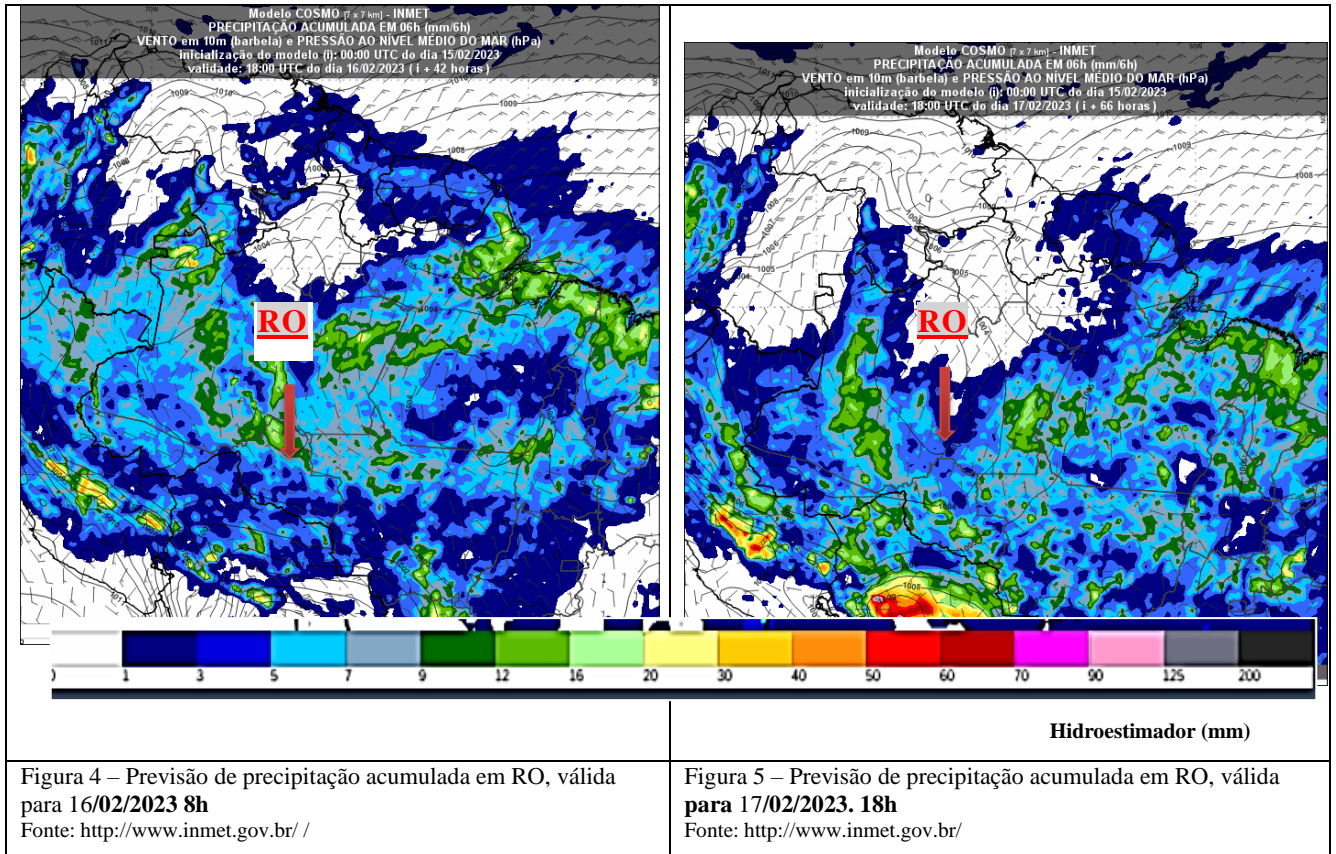 Modelo COSMO [7 x 7 km] - INMET
PRECIPITAÇÃO ACUMULADA EM 06h (mm/6h)
VENTO em 10m (barbela) e PRESSÃO AO NÍVEL MÉDIO DO MAR (hPa)
inicialização do modelo (i): 00:00 UTC do dia 15/02/2023
validade: 18:00 UTC do dia 16/02/2023 ( i + 42 horas )
RO
Modelo COSMO [7 x 7 km] - INMET
PRECIPITAÇÃO ACUMULADA EM 06h (mm/6h)
VENTO em 10m (barbela) e PRESSÃO AO NÍVEL MÉDIO DO MAR (hPa)
inicialização do modelo (i): 00:00 UTC do dia 15/02/2023
validade: 18:00 UTC do dia 17/02/2023 ( i + 66 horas )
RO
1 3 5 7 9 12 16 20 30 40 50 60 70 90 125 200
Hidroestimador (mm)
Figura 4 – Previsão de precipitação acumulada em RO, válida
para 16/02/2023 8h
Fonte: http://www.inmet.gov.br/ /
Figura 5 – Previsão de precipitação acumulada em RO, válida
para 17/02/2023. 18h
Fonte: http://www.inmet.gov.br/